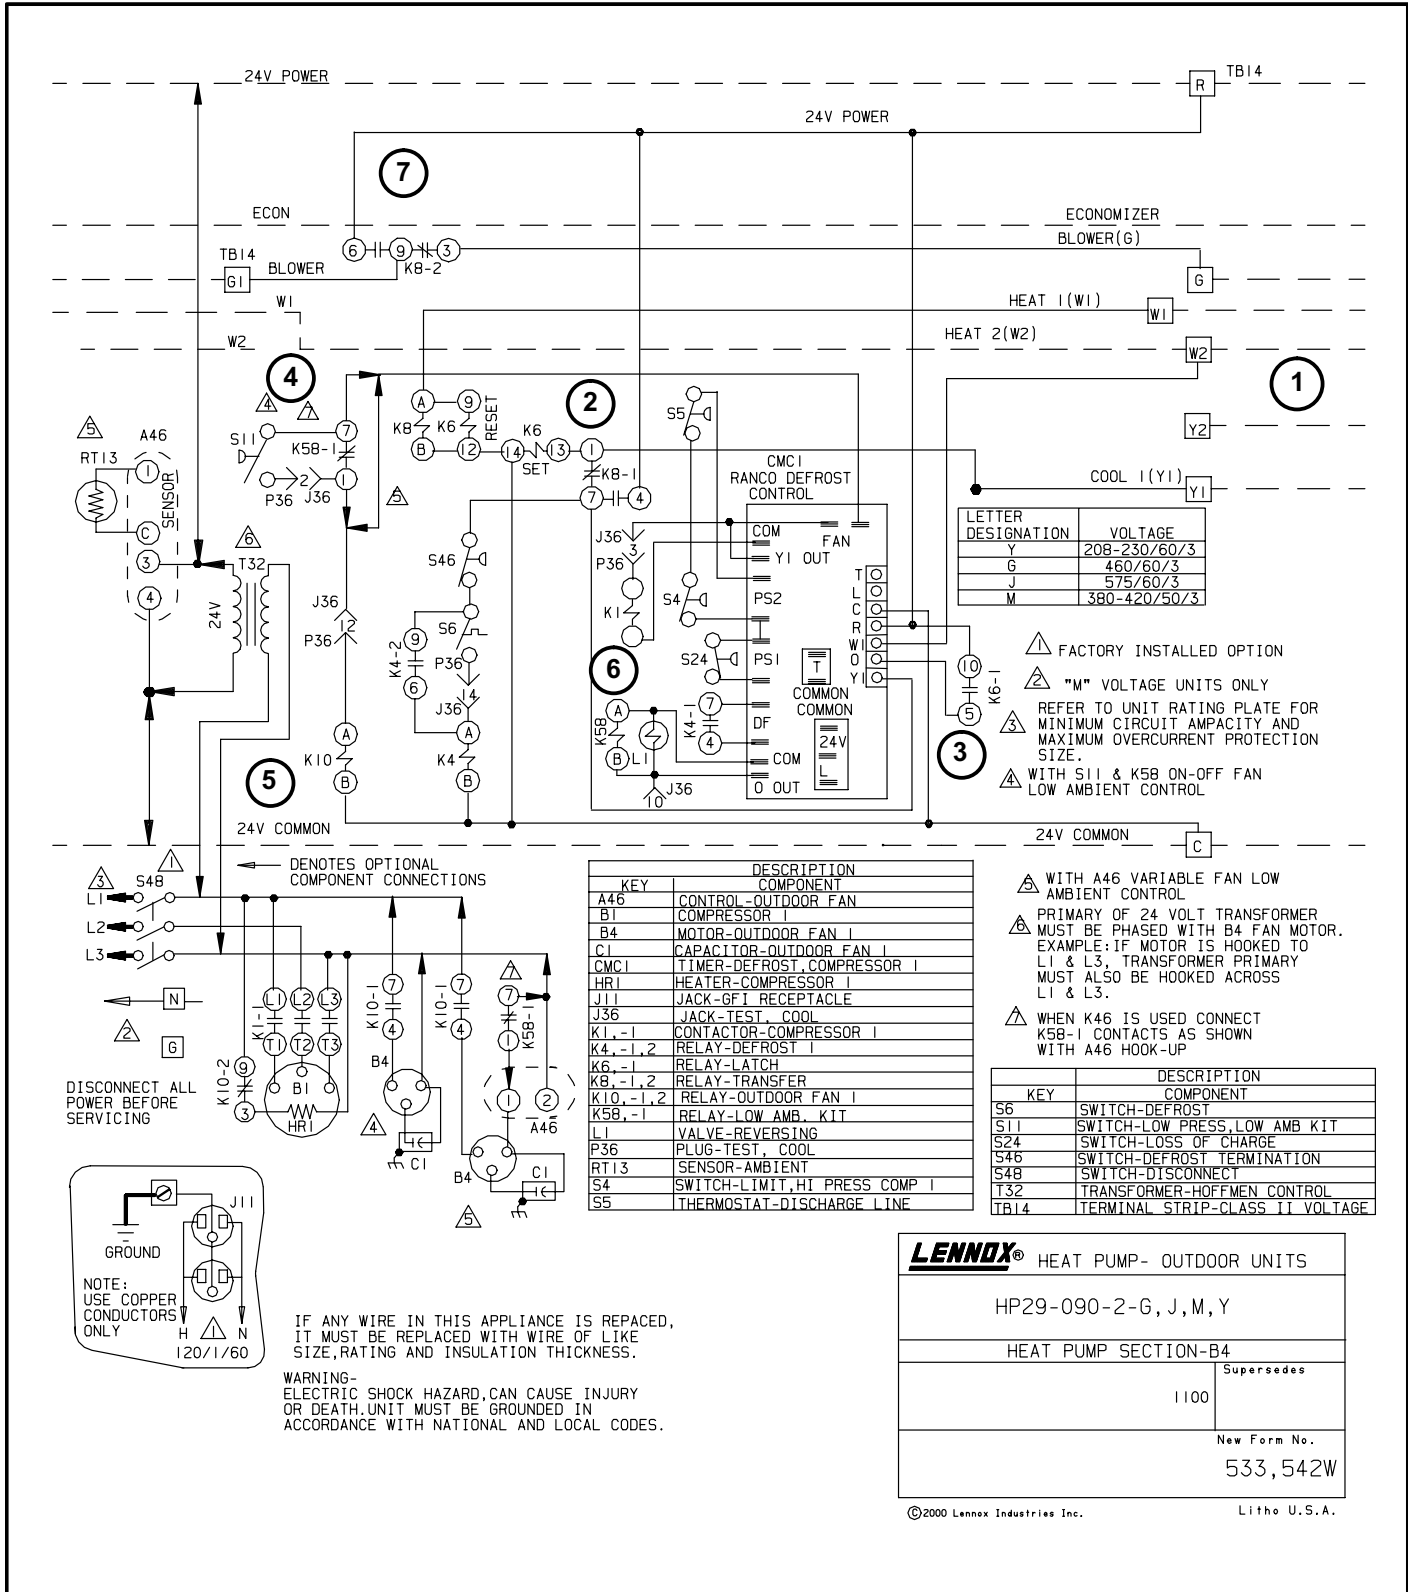 24V POWER
R
TB14
24V POWER
7
ECON
ECONOMIZER
BLOWER(G)
6
9
3
K8-2
TB14
G1
BLOWER
G
W1
HEAT 1(W1)
W1
W2
HEAT 2(W2)
W2
4
4
7
2
1
5
A46
S11
K58-1
7
1
A
9
K8
K6
RESET
B
12
14
K6
13
1
SET
S5
Y2
RT13
1
SENSOR
P36
2
J36
5
K8-1
7
4
CMC1
RANCO DEFROST
CONTROL
COOL 1(Y1)
Y1
C
6
3
T32
S46
J36
3
P36
COM
FAN
Y1 OUT
LETTER
DESIGNATION
VOLTAGE
Y 208-230/60/3
G 460/60/3
J 575/60/3
M 380-420/50/3
4
24V
J36
12
P36
K4-2
9
6
S6
P36
14
J36
K1
S4
PS2
T
L
C
R
W1
O
Y1
6
S24
PS1
T
10
K6-1
5
1 FACTORY INSTALLED OPTION
2 "M" VOLTAGE UNITS ONLY
3 REFER TO UNIT RATING PLATE FOR
MINIMUM CIRCUIT AMPACITY AND
MAXIMUM OVERCURRENT PROTECTION
SIZE.
4 WITH S11 & K58 ON-OFF FAN
LOW AMBIENT CONTROL
COMMON
COMMON
3
A
K10
B
A
K4
B
A
K58
B
L1
J36
10
7
K4-1
4
DF
COM
O OUT
24V
L
5
24V COMMON
24V COMMON
C
DENOTES OPTIONAL
COMPONENT CONNECTIONS
3
S48
1
L1
L2
L3
N
2
G
DISCONNECT ALL
POWER BEFORE
SERVICING
9
K10-2
3
K1-1
L1
L2
L3
T1
T2
T3
B1
HR1
7
K10-1
4
B4
4
C1
7
K10-1
4
7
7
K58-1
1
1
2
A46
B4
C1
5
DESCRIPTION
KEY COMPONENT
A46 CONTROL-OUTDOOR FAN
B1 COMPRESSOR 1
B4 MOTOR-OUTDOOR FAN 1
C1 CAPACITOR-OUTDOOR FAN 1
CMC1 TIMER-DEFROST,COMPRESSOR 1
HR1 HEATER-COMPRESSOR 1
J11 JACK-GFI RECEPTACLE
J36 JACK-TEST, COOL
K1,-1 CONTACTOR-COMPRESSOR 1
K4,-1,2 RELAY-DEFROST 1
K6,-1 RELAY-LATCH
K8,-1,2 RELAY-TRANSFER
K10,-1,2 RELAY-OUTDOOR FAN 1
K58,-1 RELAY-LOW AMB. KIT
L1 VALVE-REVERSING
P36 PLUG-TEST, COOL
RT13 SENSOR-AMBIENT
S4 SWITCH-LIMIT,HI PRESS COMP 1
S5 THERMOSTAT-DISCHARGE LINE
5 WITH A46 VARIABLE FAN LOW
AMBIENT CONTROL
6 PRIMARY OF 24 VOLT TRANSFORMER
MUST BE PHASED WITH B4 FAN MOTOR.
EXAMPLE:IF MOTOR IS HOOKED TO
L1 & L3, TRANSFORMER PRIMARY
MUST ALSO BE HOOKED ACROSS
L1 & L3.
7 WHEN K46 IS USED CONNECT
K58-1 CONTACTS AS SHOWN
WITH A46 HOOK-UP
DESCRIPTION
KEY COMPONENT
S6 SWITCH-DEFROST
S11 SWITCH-LOW PRESS,LOW AMB KIT
S24 SWITCH-LOSS OF CHARGE
S46 SWITCH-DEFROST TERMINATION
S48 SWITCH-DISCONNECT
T32 TRANSFORMER-HOFFMEN CONTROL
TB14 TERMINAL STRIP-CLASS II VOLTAGE
J11
GROUND
NOTE:
USE COPPER
CONDUCTORS
ONLY
H 1 N
120/1/60
IF ANY WIRE IN THIS APPLIANCE IS REPACED,
IT MUST BE REPLACED WITH WIRE OF LIKE
SIZE,RATING AND INSULATION THICKNESS.
WARNING-
ELECTRIC SHOCK HAZARD,CAN CAUSE INJURY
OR DEATH.UNIT MUST BE GROUNDED IN
ACCORDANCE WITH NATIONAL AND LOCAL CODES.
LENNOX® HEAT PUMP- OUTDOOR UNITS
HP29-090-2-G,J,M,Y
HEAT PUMP SECTION-B4
Supersedes
1100
New Form No.
533,542W
©2000 Lennox Industries Inc.
Litho U.S.A.